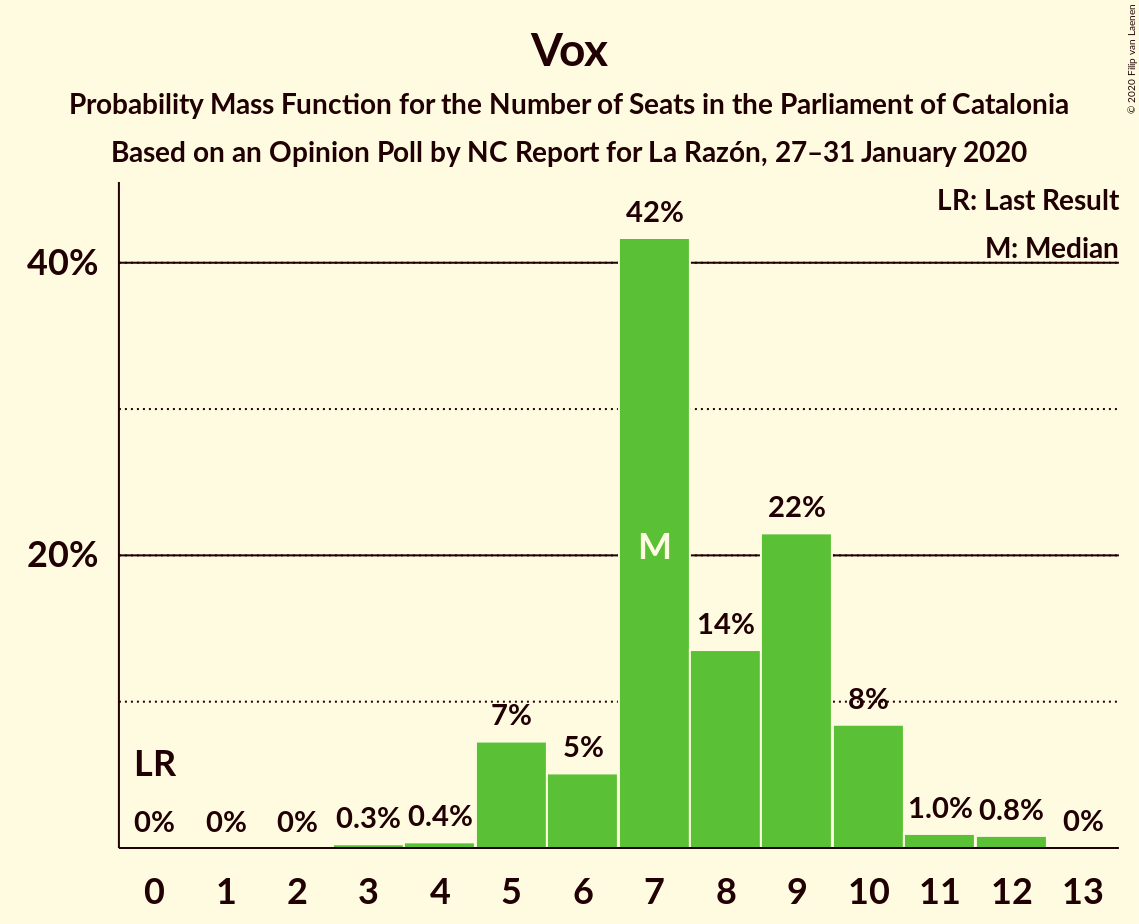 Vox
Probability Mass Function for the Number of Seats in the Parliament of Catalonia
Based on an Opinion Poll by NC Report for La Razón, 27–31 January 2020
© 2020 Filip van Laenen
LR: Last Result
M: Median
40%
20%
42%
22%
M
14%
8%
7%
5%
LR
0%
0%
0%
0.3%
0.4%
1.0%
0.8%
0%
0 1 2 3 4 5 6 7 8 9 10 11 12 13